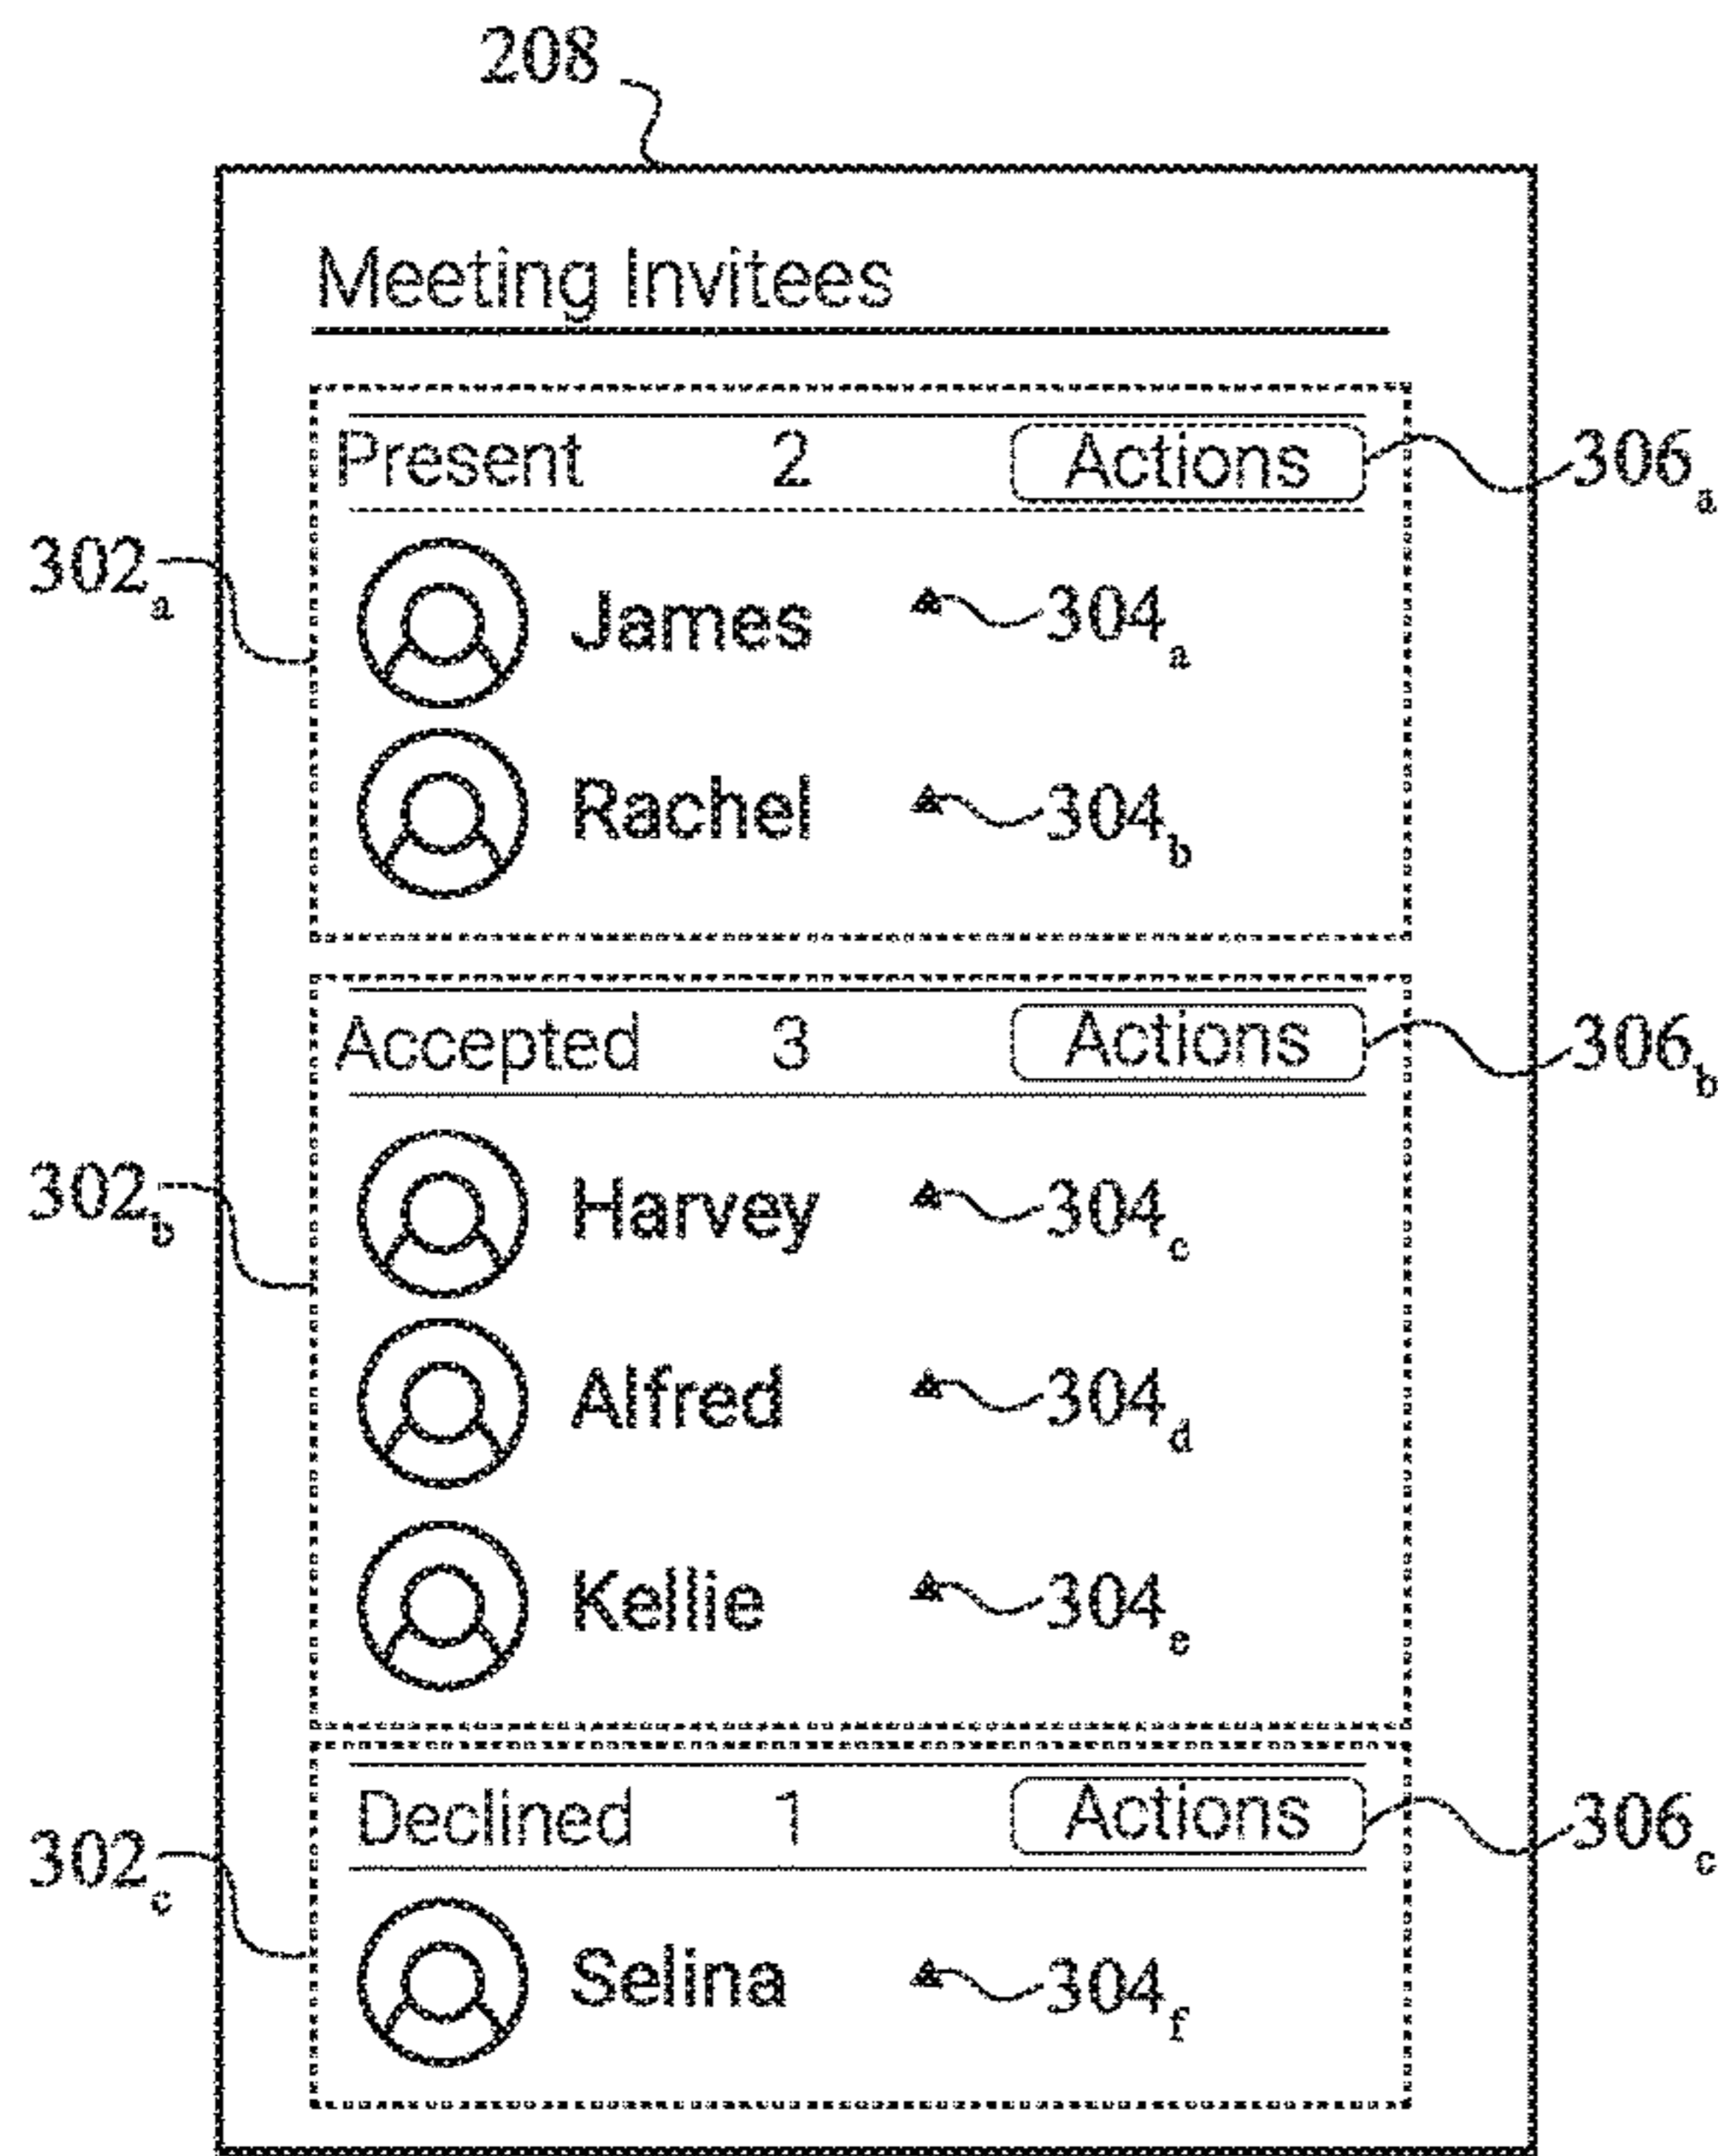 208
Meeting Invitees
Present 2 Actions 306a
302a
James 304a
Rachel 304b
Accepted 3 Actions 306b
302b
Harvey 304c
Alfred 304d
Kellie 304e
Declined 1 Actions 306c
302c
Selina 304f